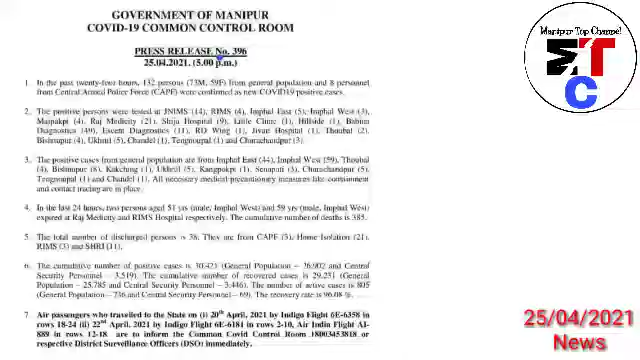 GOVERNMENT OF MANIPUR
COVID-19 COMMON CONTROL ROOM
PRESS RELEASE No. 396
25.04.2021. (5.00 p.m.)
1. In the past twenty-four hours, 132 persons (73M, 59F) from general population and 8 personnel
from Central Armed Police Force (CAPF) were confirmed as new COVID-19 positive cases.
2. The positive persons were tested at JNIMS (14), RIMS (4), Imphal East (5), Imphal West (3),
Maipakpi (4), Raj Medicity (21), Shija Hospital (9), Little Clinic (1), Hillside (1), Babina
Diagnostics (49), Escent Diagnostics (11), RD Wing (1), Jivan Hospital (1), Thoubal (2),
Bishnupur (4), Ukhrul (5), Chandel (1), Tengnoupal (1) and Churachandpur (3).
3. The positive cases from general population are from Imphal East (44), Imphal West (59), Thoubal
(4), Bishnupur (8), Kakching (1), Ukhrul (5), Kangpokpi (1), Senapati (3), Churachandpur (5),
Tengnoupal (1) and Chandel (1). All necessary medical precautionary measures like containment
and contact tracing are in place.
4. In the last 24 hours, two persons aged 51 yrs (male, Imphal West) and 59 yrs (male, Imphal West)
expired at Raj Medicity and RIMS Hospital respectively. The cumulative number of deaths is 385.
5. The total number of discharged persons is 38. They are from CAPF (3), Home Isolation (21),
RIMS (3) and SHRI (11).
6. The cumulative number of positive cases is 30,421 (General Population – 26,902 and Central
Security Personnel – 3,519). The cumulative number of recovered cases is 29,231 (General
Population – 25,785 and Central Security Personnel – 3,446). The number of active cases is 805
(General Population – 736 and Central Security Personnel – 69). The recovery rate is 96.08 %.
7. Air passengers who travelled to the State on (i) 20th April, 2021 by Indigo Flight 6E-6358 in rows
rows 18-24 (ii) 22nd April, 2021 by Indigo Flight 6E-6181 in rows 2-10, Air India Flight AI-
889 in rows 12-18 are to inform the Common Covid Control Room 18003453818 or
respective District Surveillance Officers (DSO) immediately.
Manipur Top Channel
MTC
25/04/2021
News